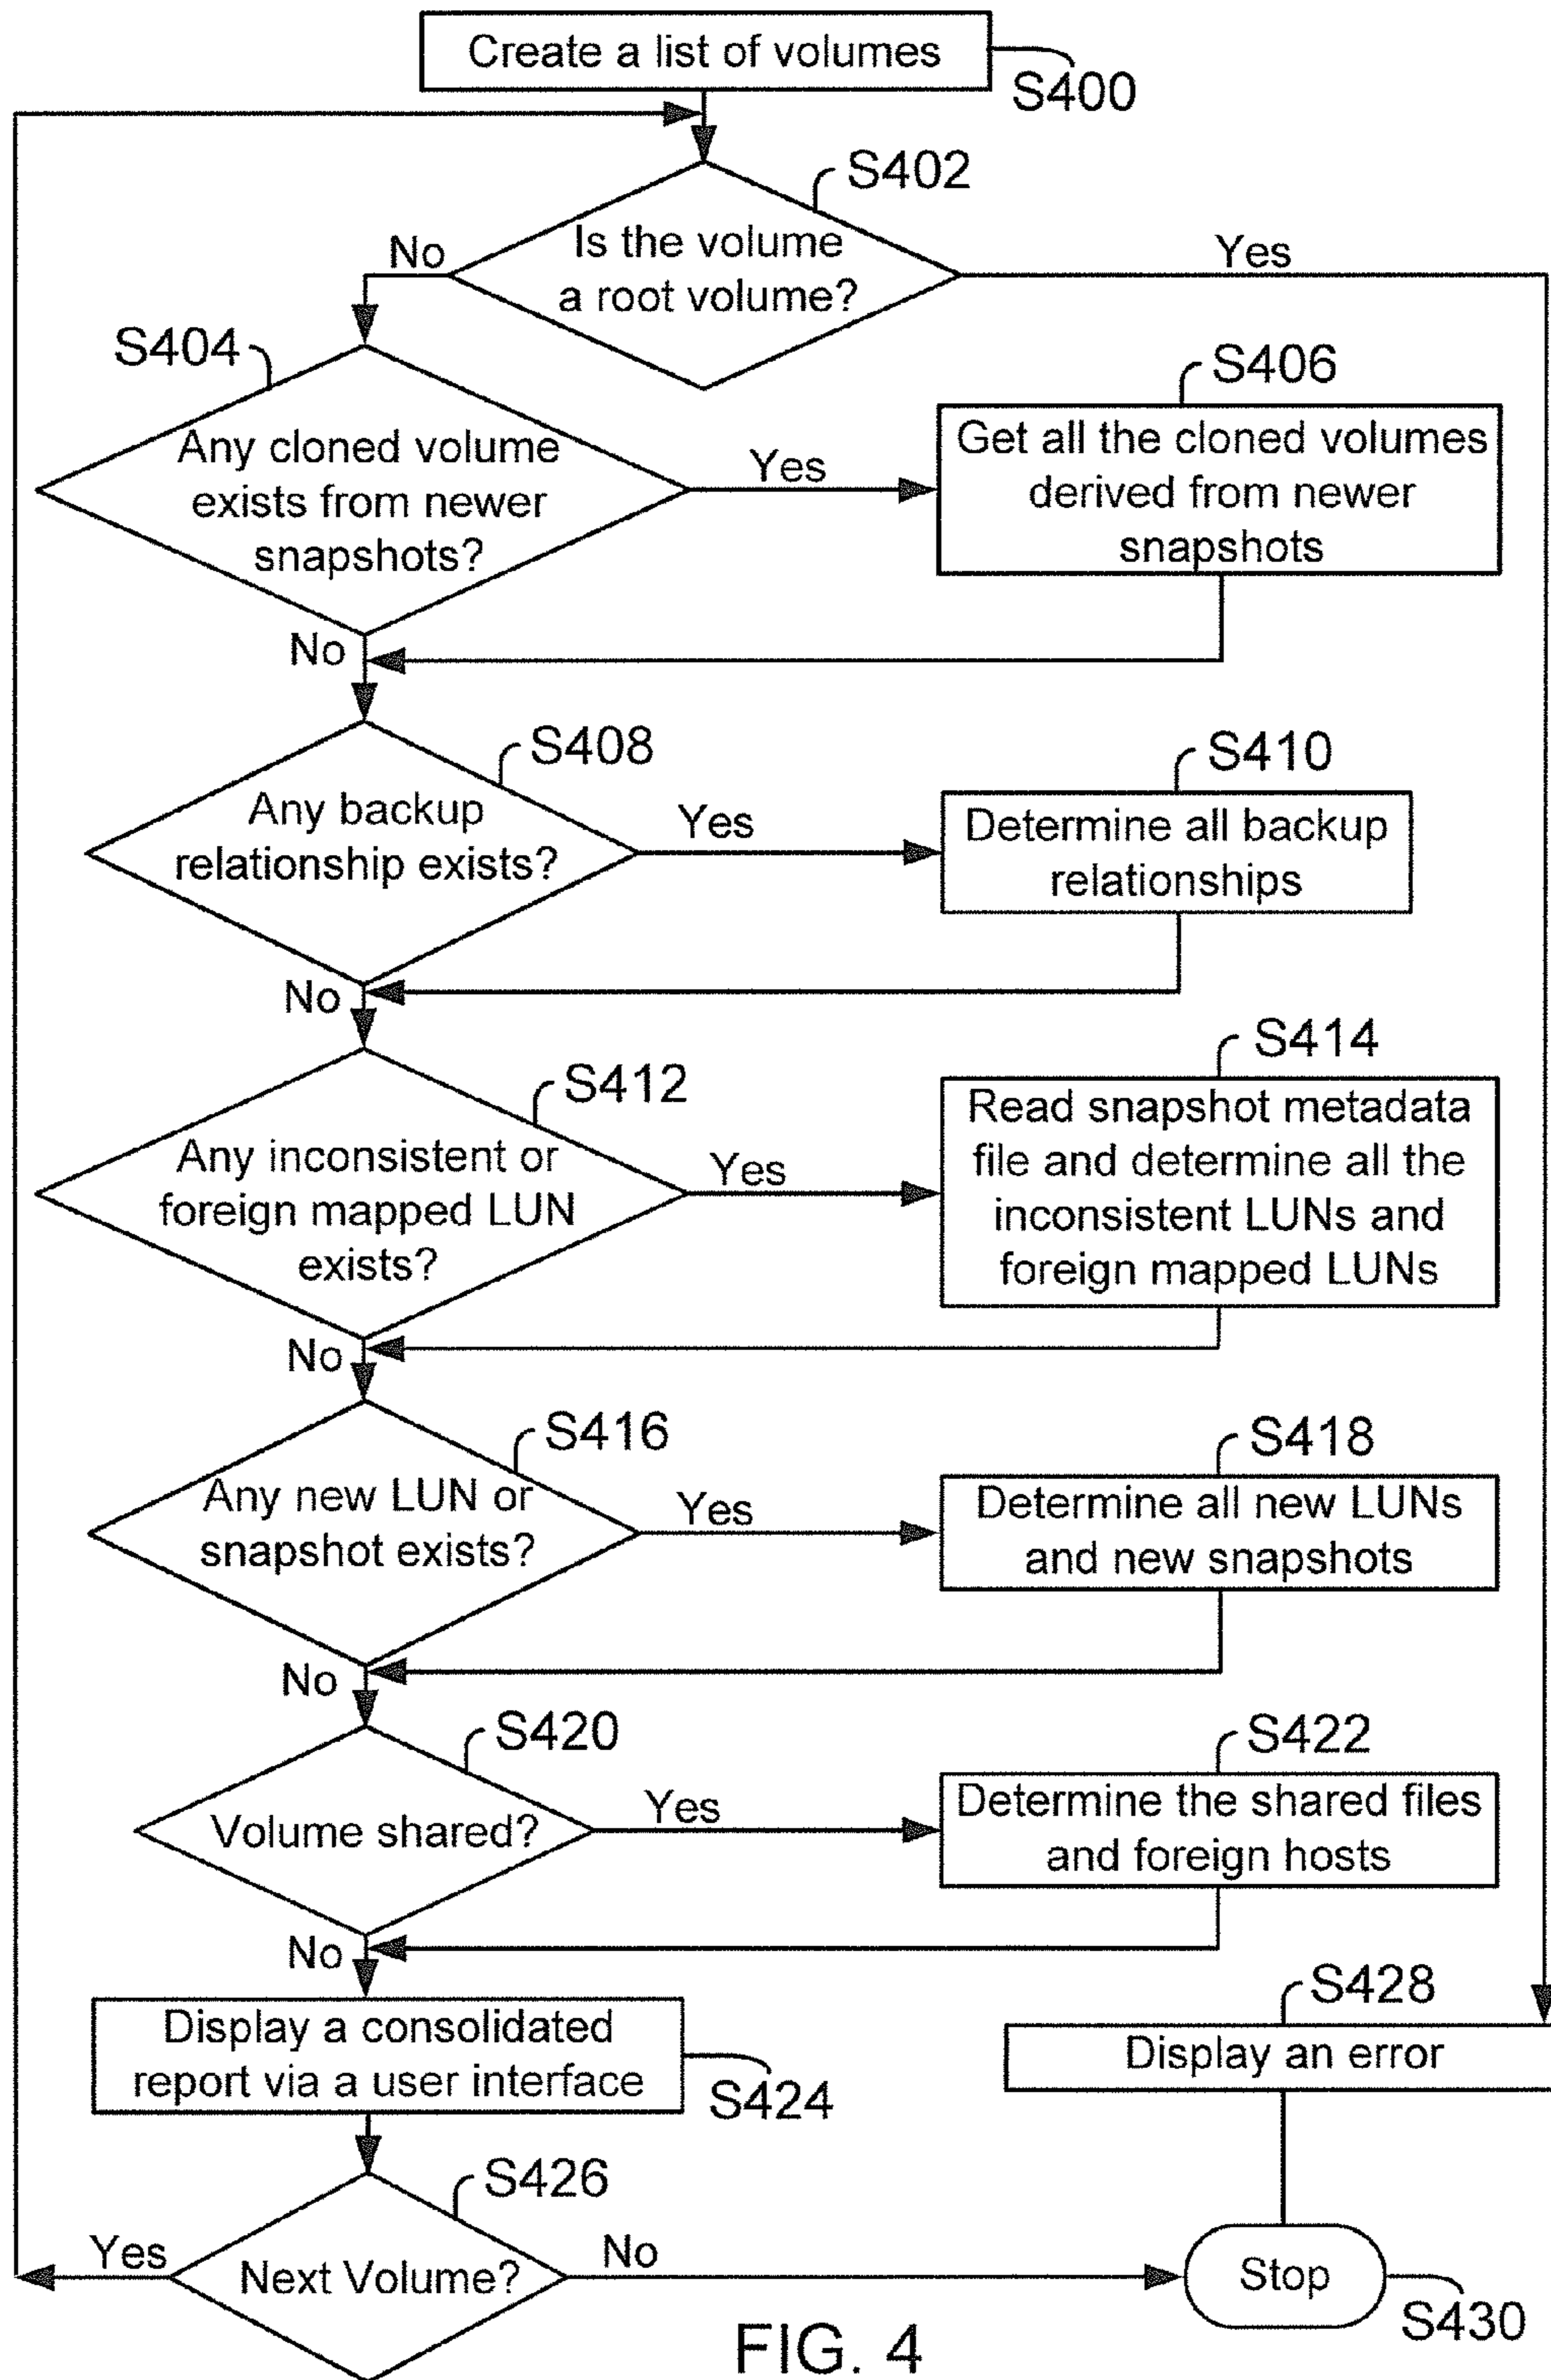 Create a list of volumes
S400
S402
Is the volume
a root volume?
No
Yes
S404
Any cloned volume
exists from newer
snapshots?
Yes
No
S406
Get all the cloned volumes
derived from newer
snapshots
S408
Any backup
relationship exists?
Yes
No
S410
Determine all backup
relationships
S412
Any inconsistent or
foreign mapped LUN
exists?
Yes
No
S414
Read snapshot metadata
file and determine all the
inconsistent LUNs and
foreign mapped LUNs
S416
Any new LUN or
snapshot exists?
Yes
No
S418
Determine all new LUNs
and new snapshots
S420
Volume shared?
Yes
No
S422
Determine the shared files
and foreign hosts
Display a consolidated
report via a user interface
S424
S428
Display an error
S426
Next Volume?
Yes
No
Stop
S430
FIG. 4